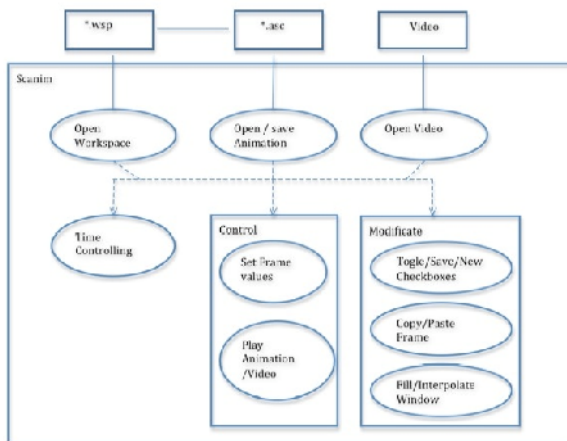 *.wsp
*.asc
Video
Scanim
Open
Workspace
Open / save
Animation
Open Video
Time
Controlling
Control
Set Frame
values
Play
Animation
/Video
Modificate
Togle/Save/New
Checkboxes
Copy/Paste
Frame
Fill/Interpolate
Window